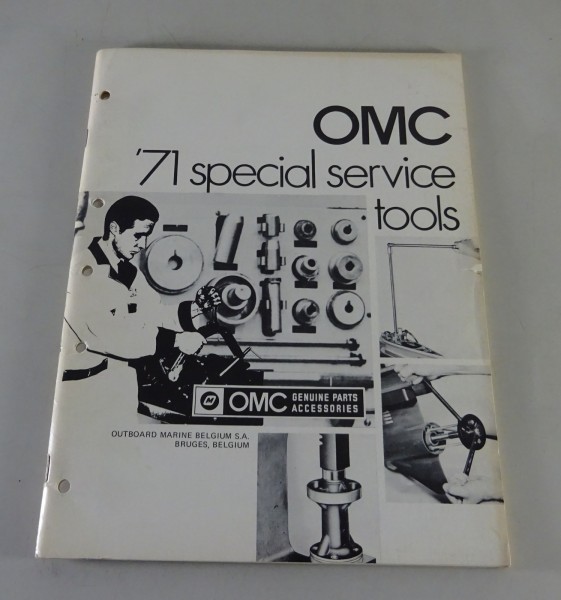 OMC
'71 special service
tools
OMC GENUINE PARTS
ACCESSORIES
OUTBOARD MARINE BELGIUM S.A.
BRUGES, BELGIUM